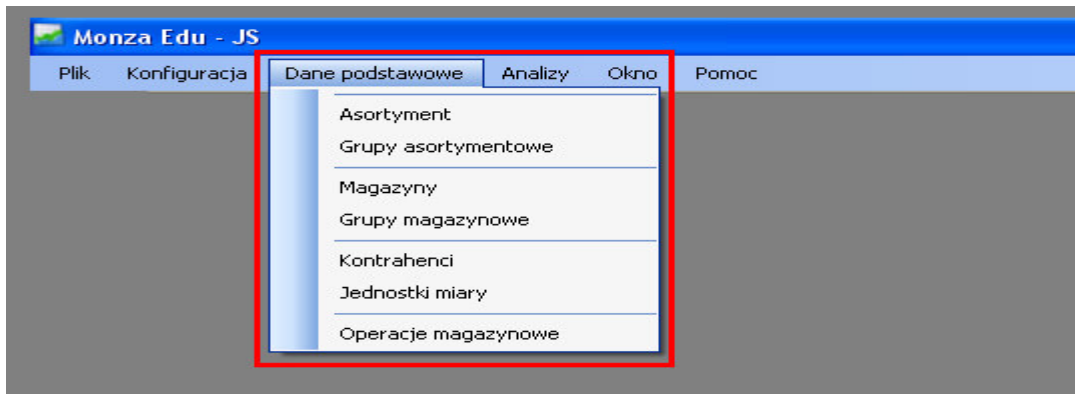 Monza Edu - JS
Plik Konfiguracja Dane podstawowe Analizy Okno Pomoc
Asortyment
Grupy asortymentowe
Magazyny
Grupy magazynowe
Kontrahenci
Jednostki miary
Operacje magazynowe